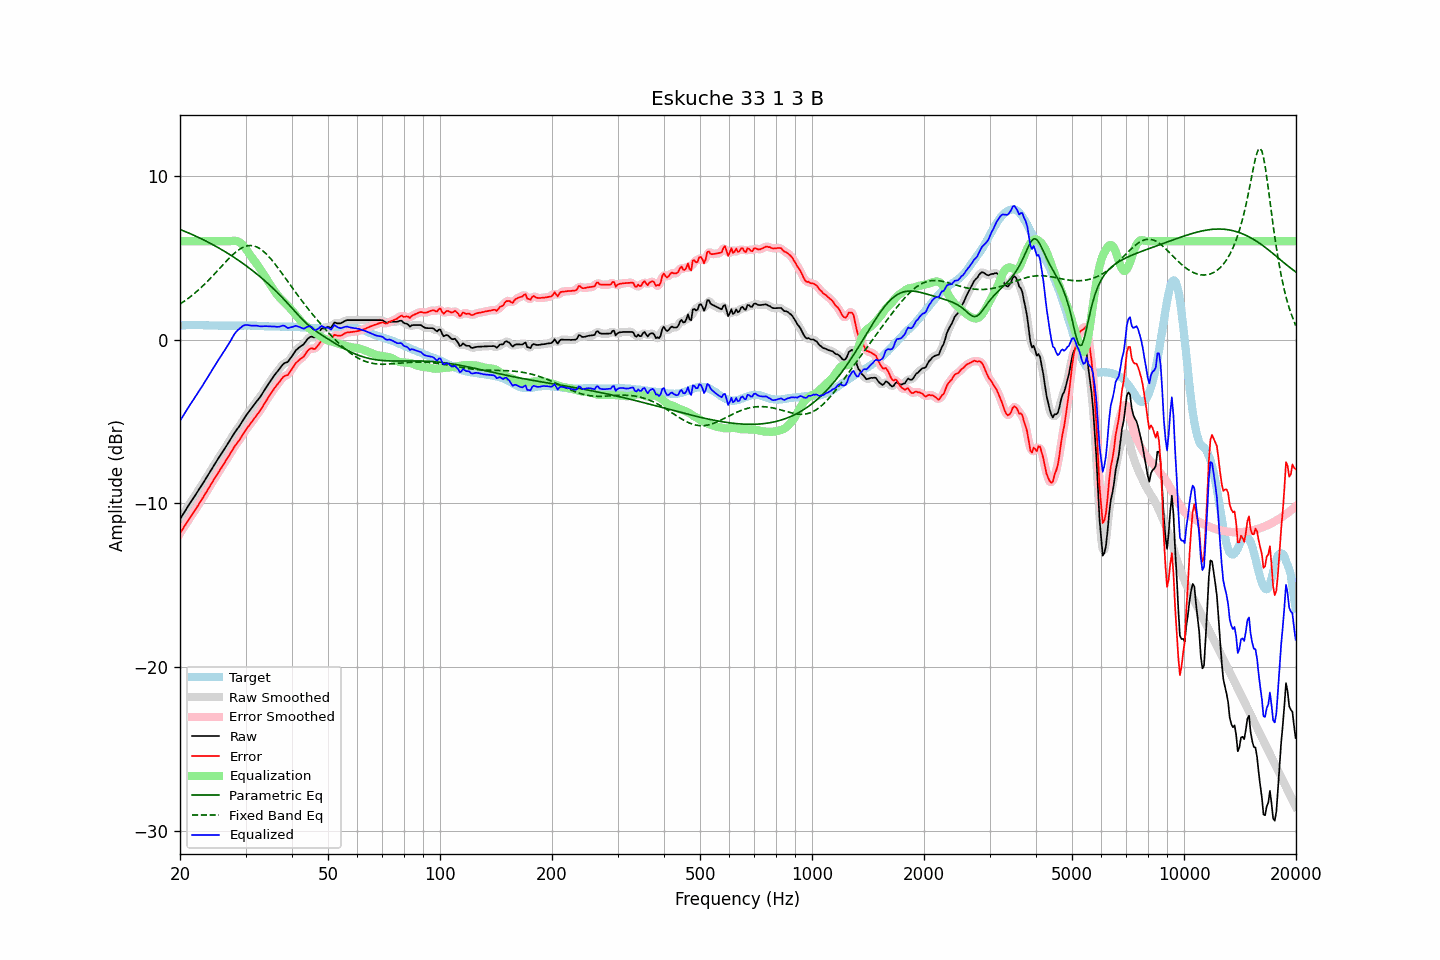 Eskuche 33 1 3 B
Amplitude (dBr)
10
0
−10
−20
−30
Target
Raw Smoothed
Error Smoothed
Raw
Error
Equalization
Parametric Eq
Fixed Band Eq
Equalized
20 50 100 200 500 1000 2000 5000 10000 20000
Frequency (Hz)